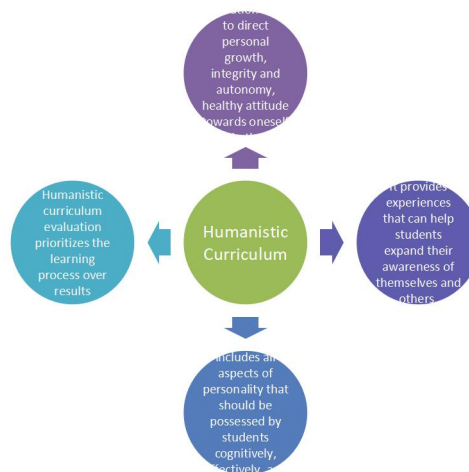 to direct
personal
growth,
integrity and
autonomy,
healthy attitude
towards oneself
Humanistic
curriculum
evaluation
prioritizes the
learning
process over
results
Humanistic
Curriculum
It provides
experiences
that can help
students
expand their
awareness of
themselves and
others
includes all
aspects of
personality that
should be
possessed by
students
cognitively,